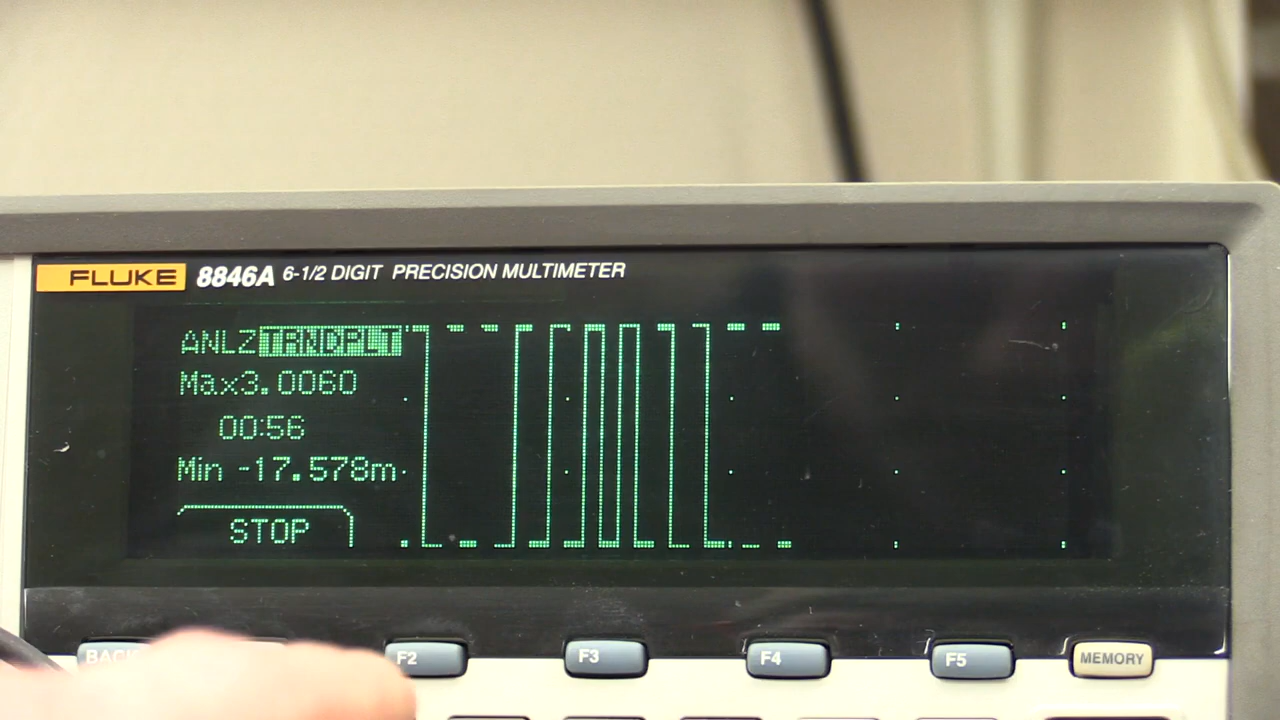 FLUKE 8846A 6-1/2 DIGIT PRECISION MULTIMETER
ANLZ TRNDPLT
Max3.0060
00:56
Min -17.578m
STOP
F2 F3 F4 F5 MEMORY